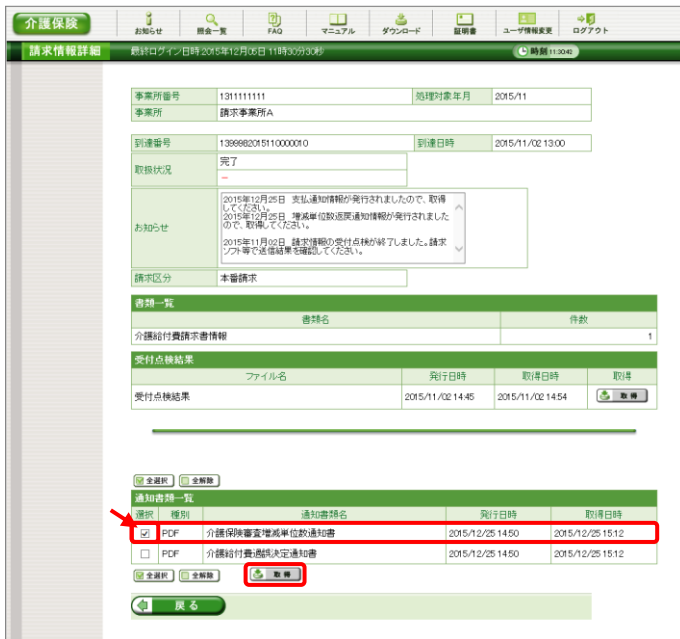 介護保険
お知らせ 照会一覧 FAQ マニュアル ダウンロード 証明書 ユーザ情報変更 ログアウト
請求情報詳細 最終ログイン日時:2015年12月05日 11時30分30秒 時刻 11:30:42
事業所番号 1311111111 処理対象年月 2015/11
事業所 請求事業所A
到達番号 1399982015110000010 到達日時 2015/11/02 13:00
取扱状況 完了
－
お知らせ
2015年12月25日 支払通知情報が発行されましたので、取得
してください。
2015年12月25日 増減単位数返戻通知情報が発行されました
ので、取得してください。
2015年11月02日 請求情報の受付点検が終了しました。請求
ソフト等で送信結果を確認してください。
請求区分 本番請求
書類一覧
書類名 件数
介護給付費請求書情報 1
受付点検結果
ファイル名 発行日時 取得日時 取得
受付点検結果 2015/11/02 14:45 2015/11/02 14:54 取得
全選択 全解除
通知書類一覧
選択 種別 通知書類名 発行日時 取得日時
PDF 介護保険審査増減単位数通知書 2015/12/25 14:50 2015/12/25 15:12
PDF 介護給付費過誤決定通知書 2015/12/25 14:50 2015/12/25 15:12
全選択 全解除 取得
戻る